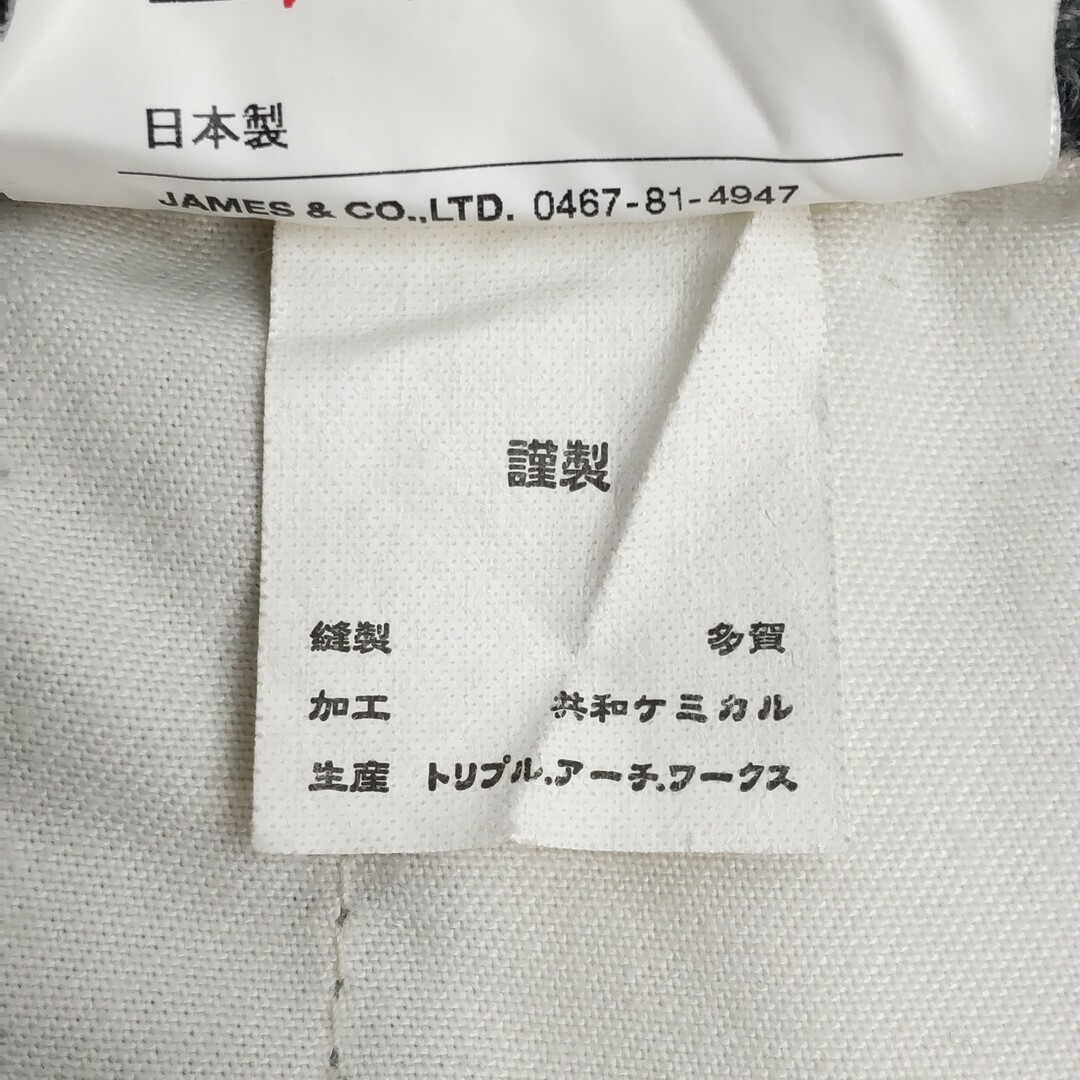 日本製
JAMES & CO.,LTD. 0467-81-4947
謹製
縫製 多賀
加工 共和ケミカル
生産 トリプル.アーチ.ワークス